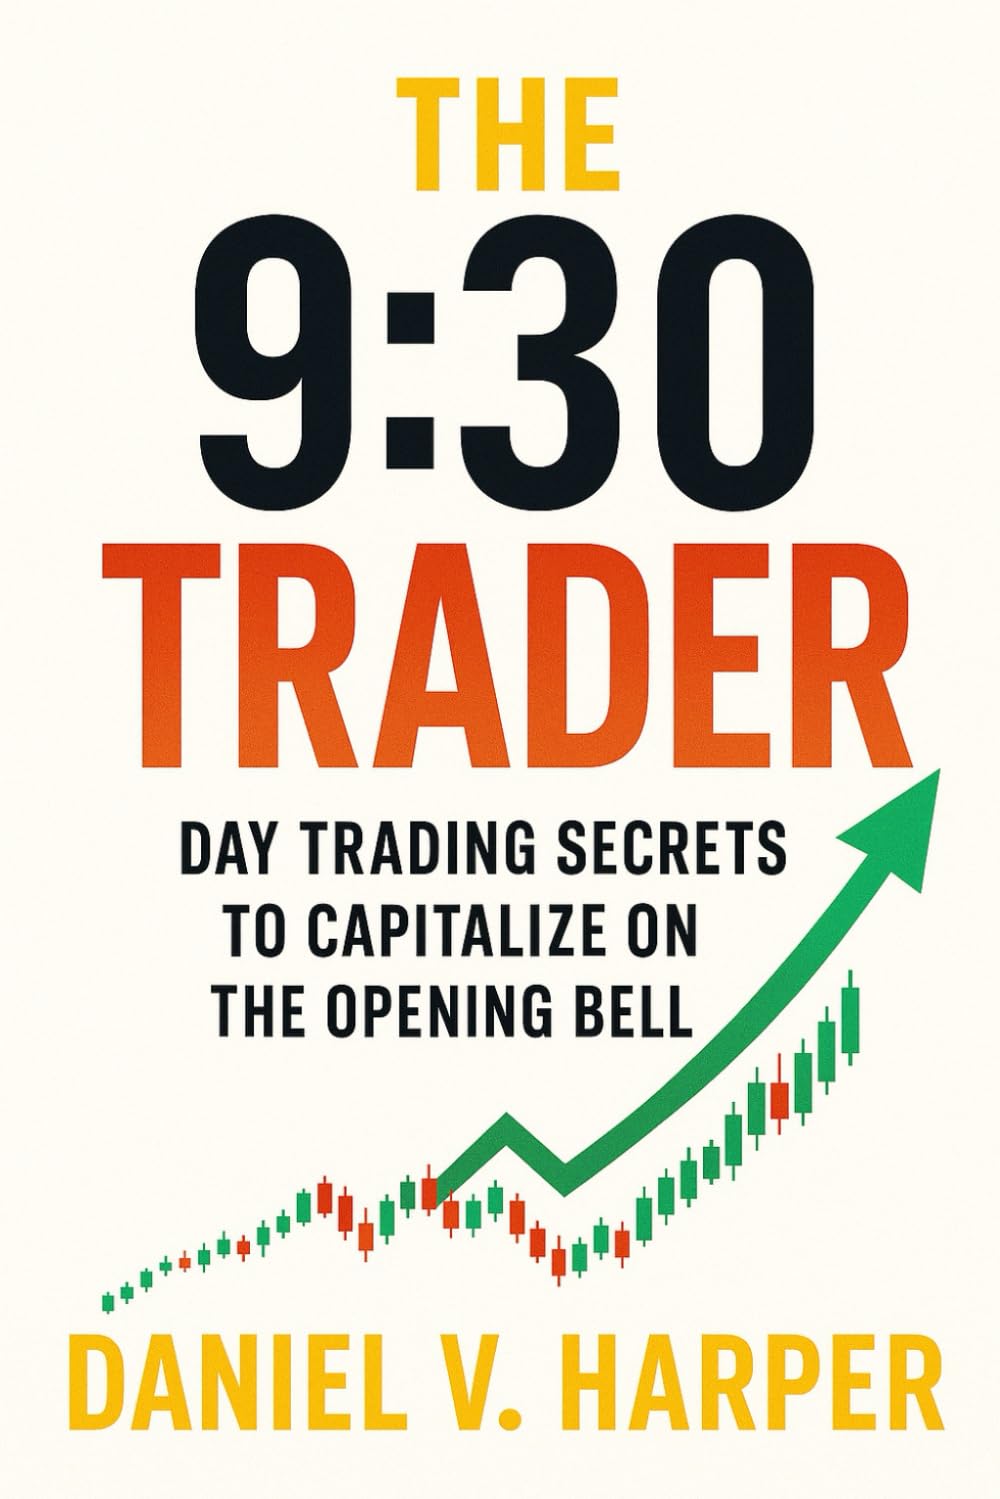 THE
9:30
TRADER
DAY TRADING SECRETS
TO CAPITALIZE ON
THE OPENING BELL
DANIEL V. HARPER